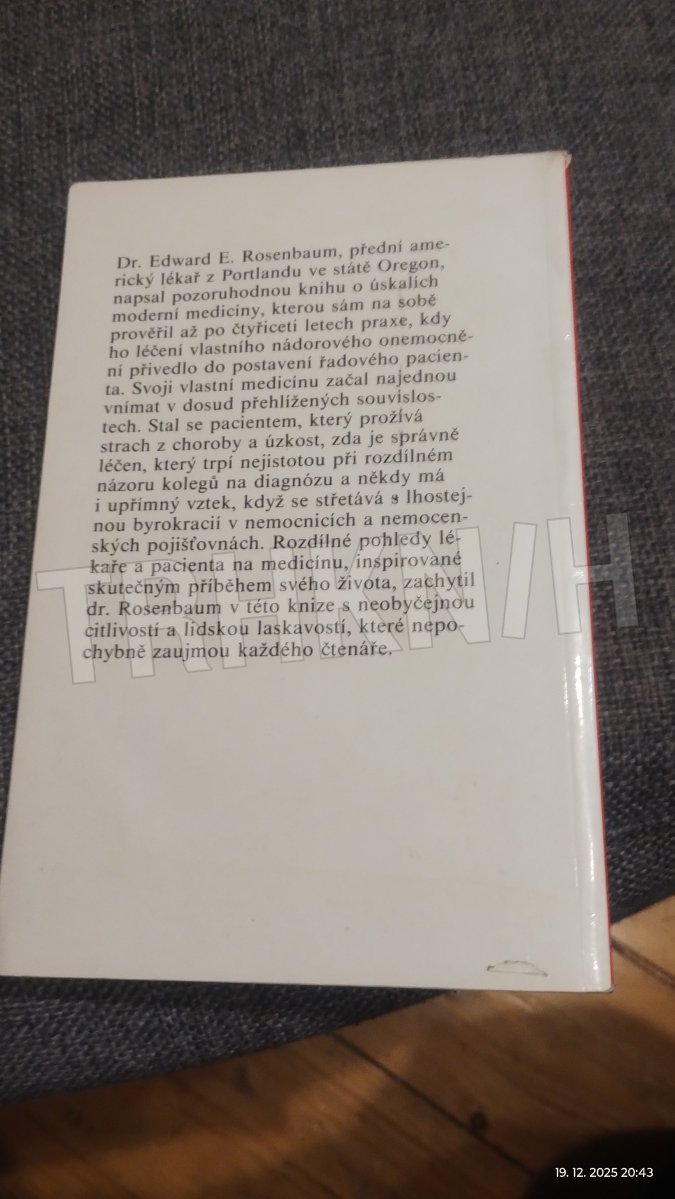 Dr. Edward E. Rosenbaum, přední ame-
rický lékař z Portlandu ve státě Oregon,
napsal pozoruhodnou knihu o úskalích
moderní medicíny, kterou sám na sobě
prověřil až po čtyřiceti letech praxe, kdy
ho léčení vlastního nádorového onemocně-
ní přivedlo do postavení řadového pacien-
ta. Svoji vlastní medicínu začal najednou
vnímat v dosud přehlížených souvislos-
tech. Stal se pacientem, který prožívá
strach z choroby a úzkost, zda je správně
léčen, který trpí nejistotou při rozdílném
názoru kolegů na diagnózu a někdy má
i upřímný vztek, když se střetává s lhostej-
nou byrokracií v nemocnicích a nemocen-
ských pojišťovnách. Rozdílné pohledy lé-
kaře a pacienta na medicínu, inspirované
skutečným příběhem svého života, zachytil
dr. Rosenbaum v této knize s neobyčejnou
citlivostí a lidskou laskavostí, které nepo-
chybně zaujmou každého čtenáře.
19. 12. 2025 20:43